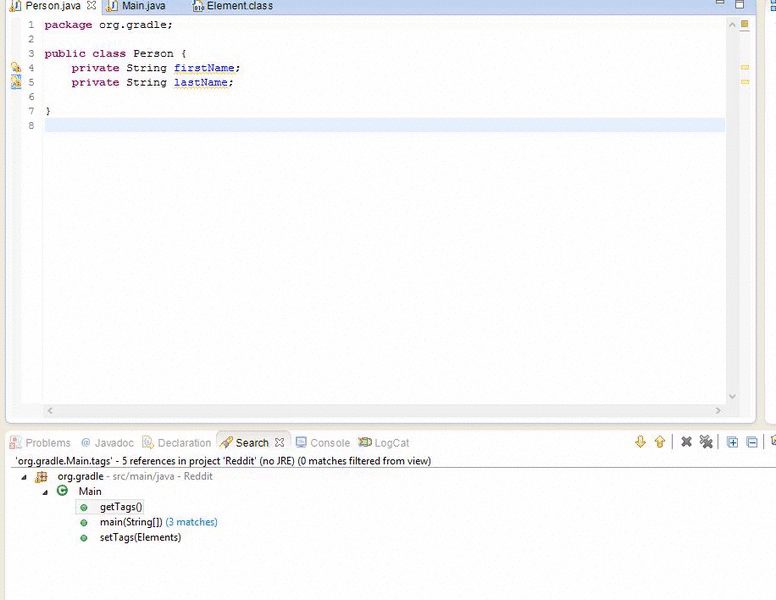 Person.java Main.java Element.class
1 package org.gradle;
2
3 public class Person {
4 private String firstName;
5 private String lastName;
6
7 }
8
Problems @ Javadoc Declaration Search Console LogCat
'org.gradle.Main.tags' - 5 references in project 'Reddit' (no JRE) (0 matches filtered from view)
org.gradle - src/main/java - Reddit
Main
getTags()
main(String[]) (3 matches)
setTags(Elements)